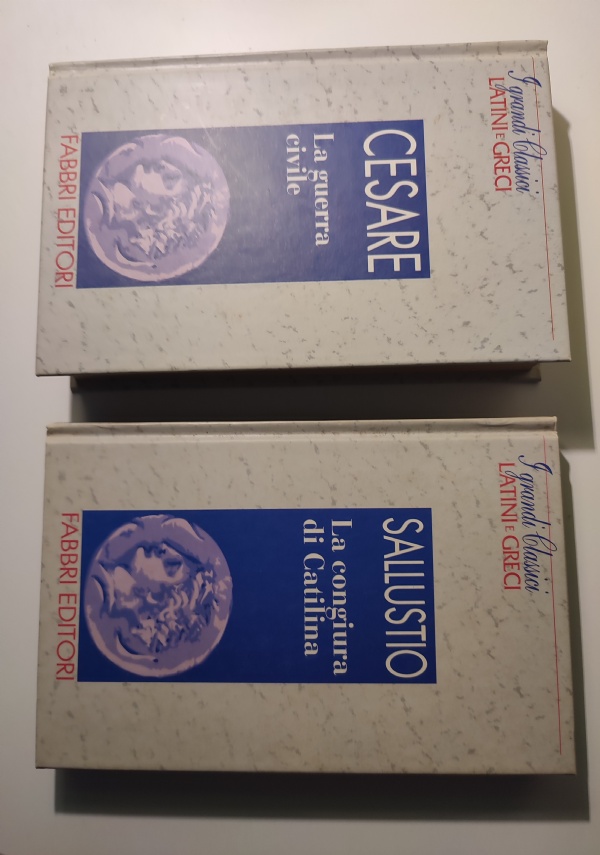 I grandi Classici
LATINI E GRECI
CESARE
La guerra
civile
FABBRI EDITORI
I grandi Classici
LATINI E GRECI
SALLUSTIO
La congiura
di Catilina
FABBRI EDITORI